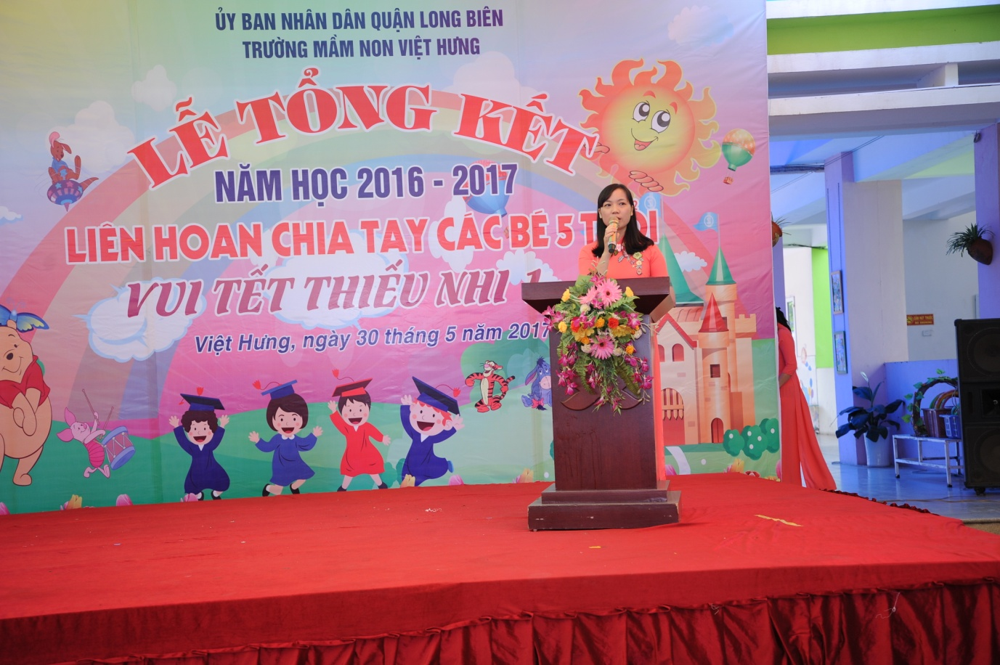 ỦY BAN NHÂN DÂN QUẬN LONG BIÊN
TRƯỜNG MẦM NON VIỆT HƯNG
LỄ TỔNG KẾT
NĂM HỌC 2016 - 2017
LIÊN HOAN CHIA TAY CÁC BÉ 5 T ỔI
VUI TẾT THIẾU NHI 1
Việt Hưng, ngày 30 tháng 5 năm 2017